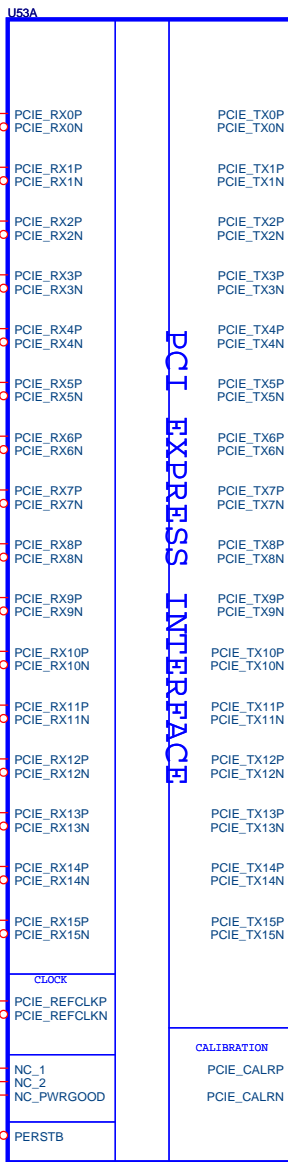 U53A
PCIE_RX0P PCIE_TX0P
PCIE_RX0N PCIE_TX0N
PCIE_RX1P PCIE_TX1P
PCIE_RX1N PCIE_TX1N
PCIE_RX2P PCIE_TX2P
PCIE_RX2N PCIE_TX2N
PCIE_RX3P PCIE_TX3P
PCIE_RX3N PCIE_TX3N
PCIE_RX4P PCIE_TX4P
PCIE_RX4N PCIE_TX4N
PCIE_RX5P PCIE_TX5P
PCIE_RX5N PCIE_TX5N
PCIE_RX6P PCIE_TX6P
PCIE_RX6N PCIE_TX6N
PCIE_RX7P PCIE_TX7P
PCIE_RX7N PCIE_TX7N
PCIE_RX8P PCIE_TX8P
PCIE_RX8N PCIE_TX8N
PCIE_RX9P PCIE_TX9P
PCIE_RX9N PCIE_TX9N
PCIE_RX10P PCIE_TX10P
PCIE_RX10N PCIE_TX10N
PCIE_RX11P PCIE_TX11P
PCIE_RX11N PCIE_TX11N
PCIE_RX12P PCIE_TX12P
PCIE_RX12N PCIE_TX12N
PCIE_RX13P PCIE_TX13P
PCIE_RX13N PCIE_TX13N
PCIE_RX14P PCIE_TX14P
PCIE_RX14N PCIE_TX14N
PCIE_RX15P PCIE_TX15P
PCIE_RX15N PCIE_TX15N
PCI EXPRESS INTERFACE
CLOCK
PCIE_REFCLKP
PCIE_REFCLKN
CALIBRATION
NC_1 PCIE_CALRP
NC_2
NC_PWRGOOD PCIE_CALRN
PERSTB